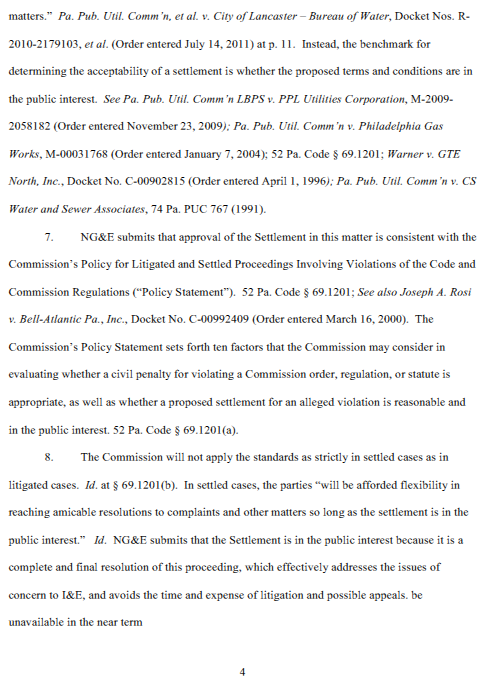 matters.” Pa. Pub. Util. Comm’n, et al. v. City of Lancaster – Bureau of Water, Docket Nos. R-
2010-2179103, et al. (Order entered July 14, 2011) at p. 11. Instead, the benchmark for
determining the acceptability of a settlement is whether the proposed terms and conditions are in
the public interest. See Pa. Pub. Util. Comm’n LBPS v. PPL Utilities Corporation, M-2009-
2058182 (Order entered November 23, 2009); Pa. Pub. Util. Comm’n v. Philadelphia Gas
Works, M-00031768 (Order entered January 7, 2004); 52 Pa. Code § 69.1201; Warner v. GTE
North, Inc., Docket No. C-00902815 (Order entered April 1, 1996); Pa. Pub. Util. Comm’n v. CS
Water and Sewer Associates, 74 Pa. PUC 767 (1991).
7. NG&E submits that approval of the Settlement in this matter is consistent with the
Commission’s Policy for Litigated and Settled Proceedings Involving Violations of the Code and
Commission Regulations (“Policy Statement”). 52 Pa. Code § 69.1201; See also Joseph A. Rosi
v. Bell-Atlantic Pa., Inc., Docket No. C-00992409 (Order entered March 16, 2000). The
Commission’s Policy Statement sets forth ten factors that the Commission may consider in
evaluating whether a civil penalty for violating a Commission order, regulation, or statute is
appropriate, as well as whether a proposed settlement for an alleged violation is reasonable and
in the public interest. 52 Pa. Code § 69.1201(a).
8. The Commission will not apply the standards as strictly in settled cases as in
litigated cases. Id. at § 69.1201(b). In settled cases, the parties “will be afforded flexibility in
reaching amicable resolutions to complaints and other matters so long as the settlement is in the
public interest.” Id. NG&E submits that the Settlement is in the public interest because it is a
complete and final resolution of this proceeding, which effectively addresses the issues of
concern to I&E, and avoids the time and expense of litigation and possible appeals. be
unavailable in the near term
4